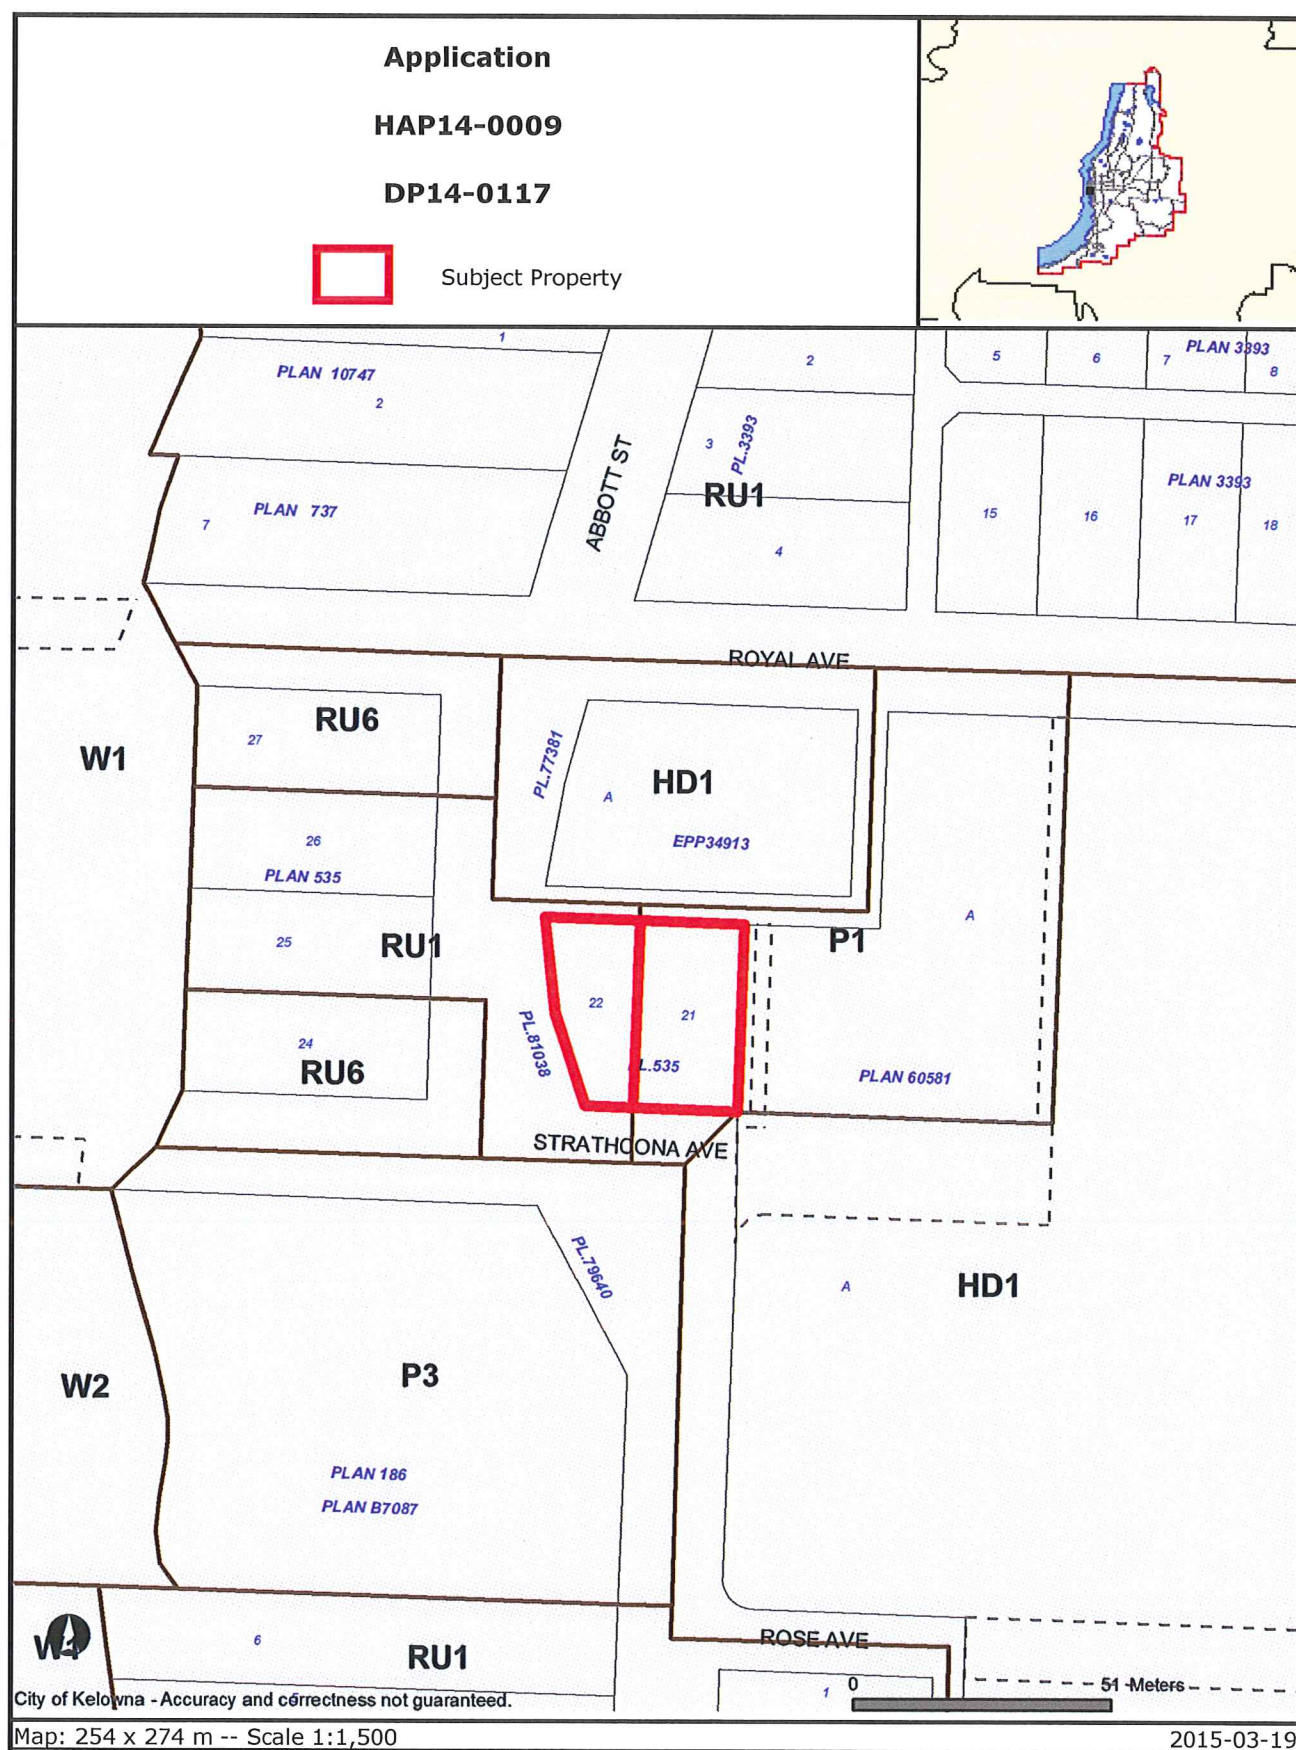 Application
HAP14-0009
DP14-0117
Subject Property
1
PLAN 10747
2
2
5
6
7
PLAN 3393
8
ABBOTT ST
3
PL.3393
RU1
4
PLAN 737
7
PLAN 3393
15
16
17
18
ROYAL AVE
W1
RU6
27
PL.77381
HD1
A
EPP34913
26
PLAN 535
25
RU1
A
P1
22
21
24
RU6
PL.81038
L.535
PLAN 60581
STRATHCONA AVE
PL.79640
A
HD1
W2
P3
PLAN 186
PLAN B7087
W1
6
RU1
ROSE AVE
1
0
51 Meters
City of Kelowna - Accuracy and correctness not guaranteed.
Map: 254 x 274 m -- Scale 1:1,500
2015-03-19